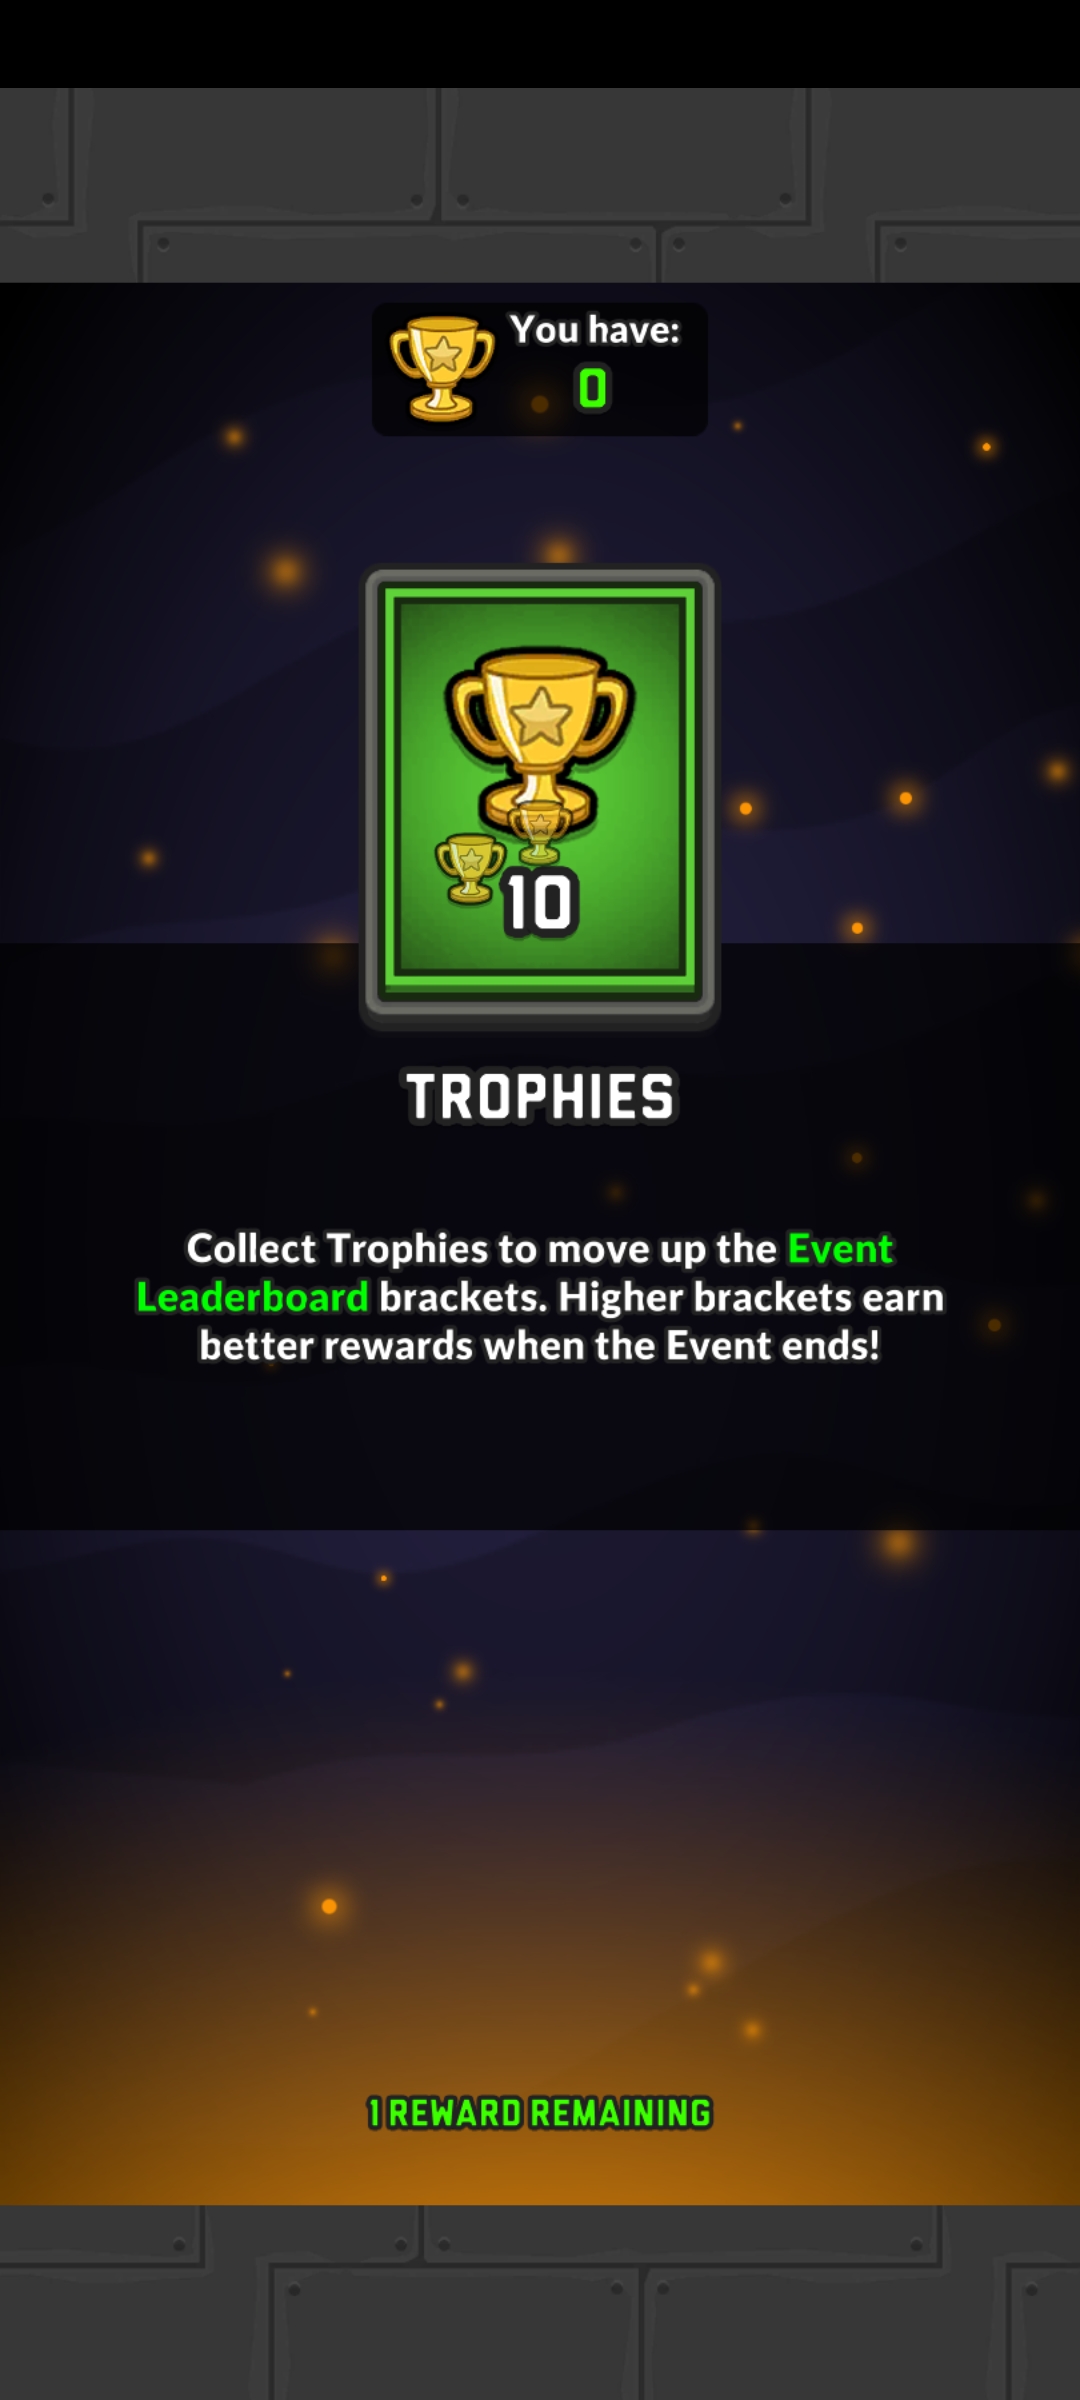 You have:
0
10
TROPHIES
Collect Trophies to move up the Event
Leaderboard brackets. Higher brackets earn
better rewards when the Event ends!
1 REWARD REMAINING